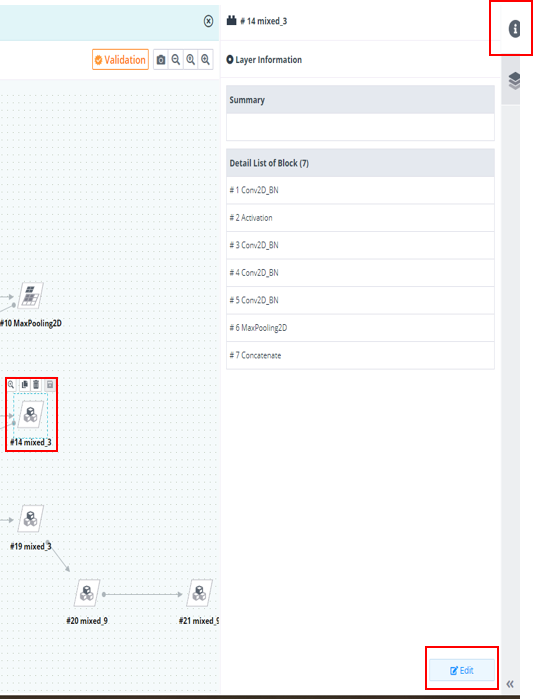 # 14 mixed_3
Validation
Layer Information
Summary
Detail List of Block (7)
# 1 Conv2D_BN
# 2 Activation
# 3 Conv2D_BN
# 4 Conv2D_BN
# 5 Conv2D_BN
# 6 MaxPooling2D
# 7 Concatenate
#10 MaxPooling2D
#14 mixed_3
#19 mixed_3
#20 mixed_9
#21 mixed_9
Edit